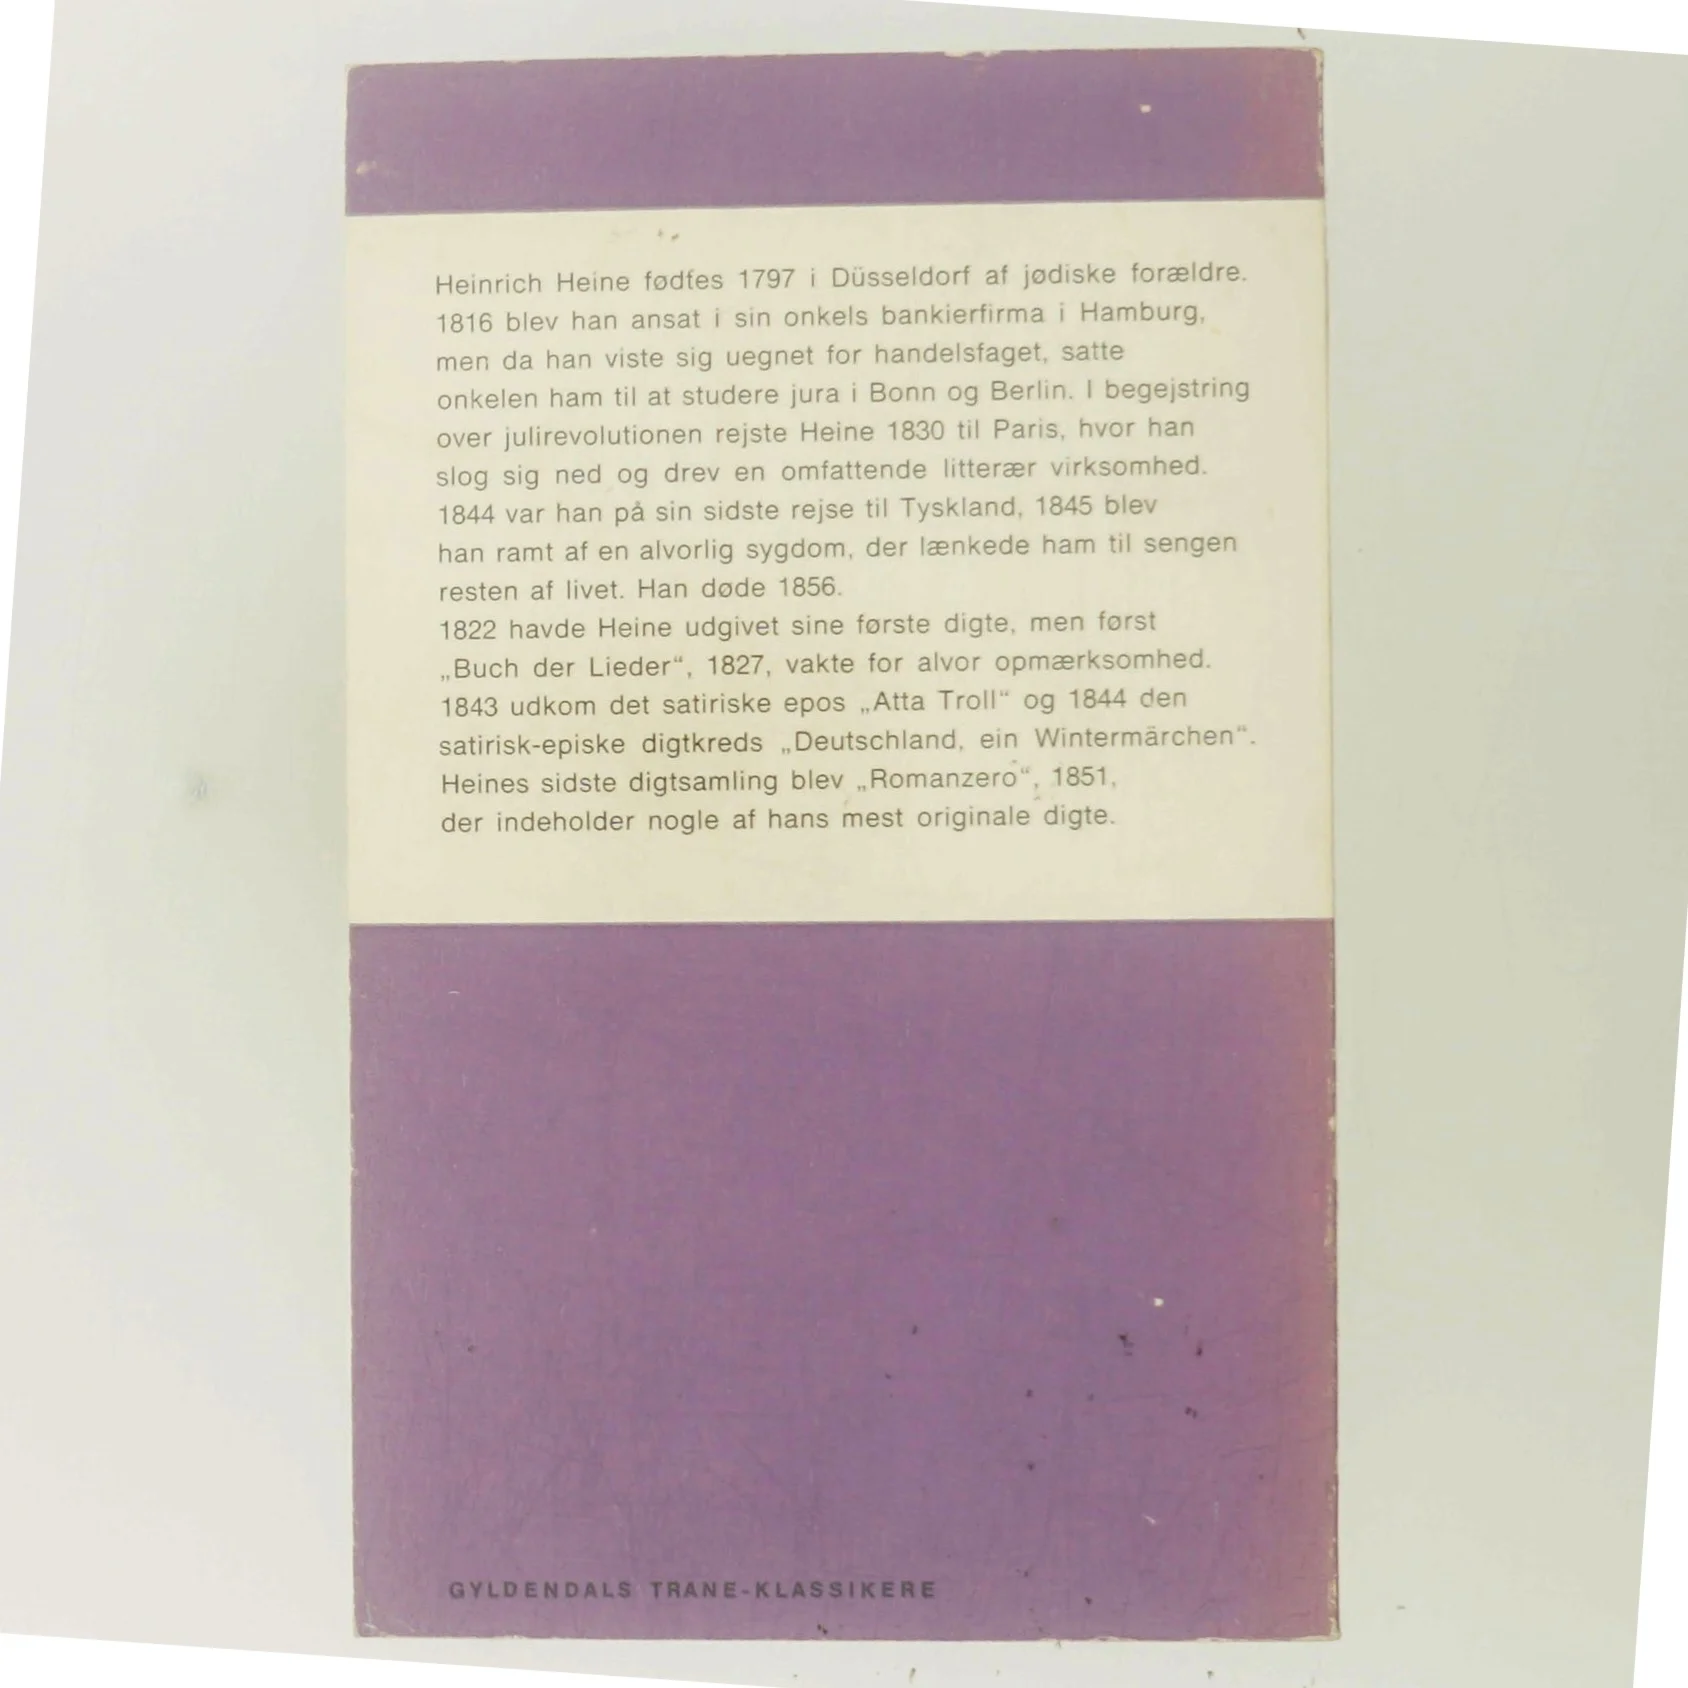 Heinrich Heine fødtes 1797 i Düsseldorf af jødiske forældre.
1816 blev han ansat i sin onkels bankierfirma i Hamburg,
men da han viste sig uegnet for handelsfaget, satte
onkelen ham til at studere jura i Bonn og Berlin. I begejstring
over julirevolutionen rejste Heine 1830 til Paris, hvor han
slog sig ned og drev en omfattende litterær virksomhed.
1844 var han på sin sidste rejse til Tyskland, 1845 blev
han ramt af en alvorlig sygdom, der lænkede ham til sengen
resten af livet. Han døde 1856.
1822 havde Heine udgivet sine første digte, men først
„Buch der Lieder“, 1827, vakte for alvor opmærksomhed.
1843 udkom det satiriske epos „Atta Troll“ og 1844 den
satirisk-episke digtkreds „Deutschland, ein Wintermärchen“.
Heines sidste digtsamling blev „Romanzero“, 1851,
der indeholder nogle af hans mest originale digte.
GYLDENDALS TRANE-KLASSIKERE